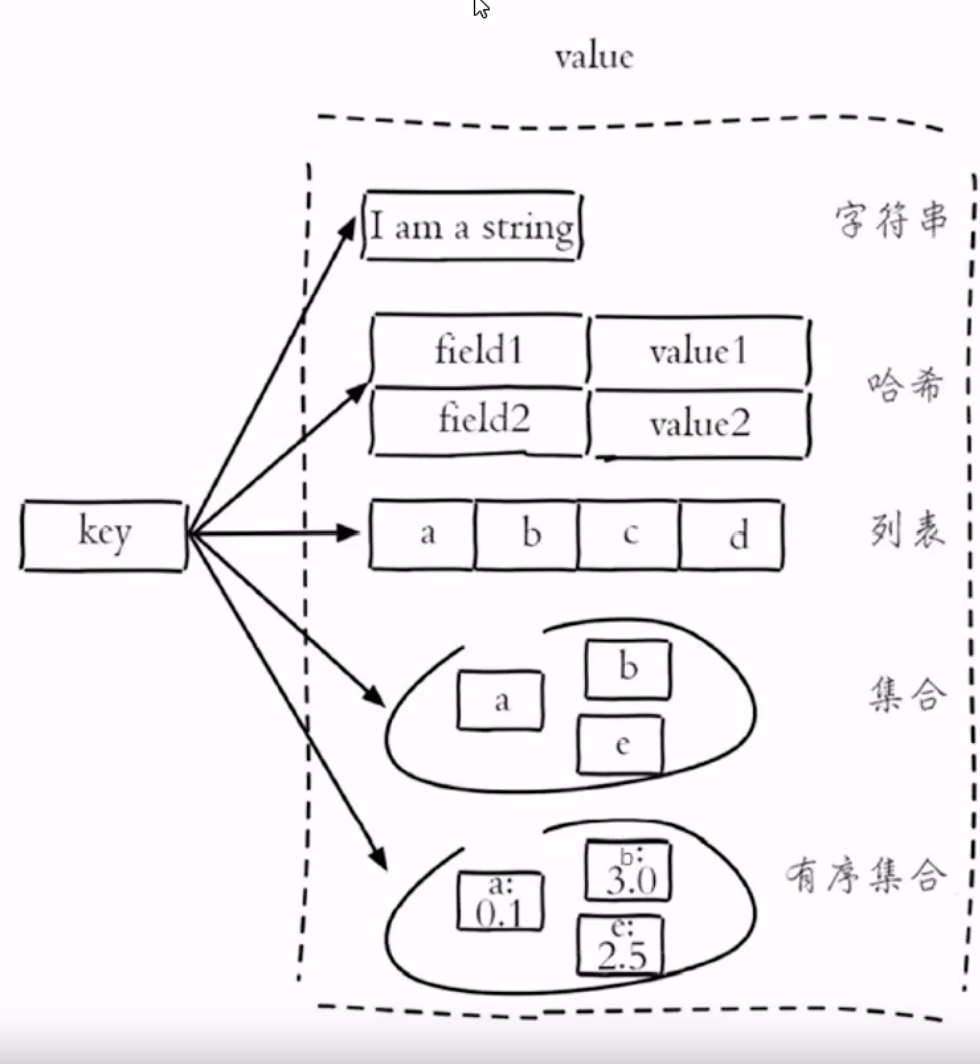 value
I am a string
字符串
field1 value1
哈希
field2 value2
key
a b c d
列表
b
a
集合
e
b:
3.0
有序集合
a:
0.1
e:
2.5